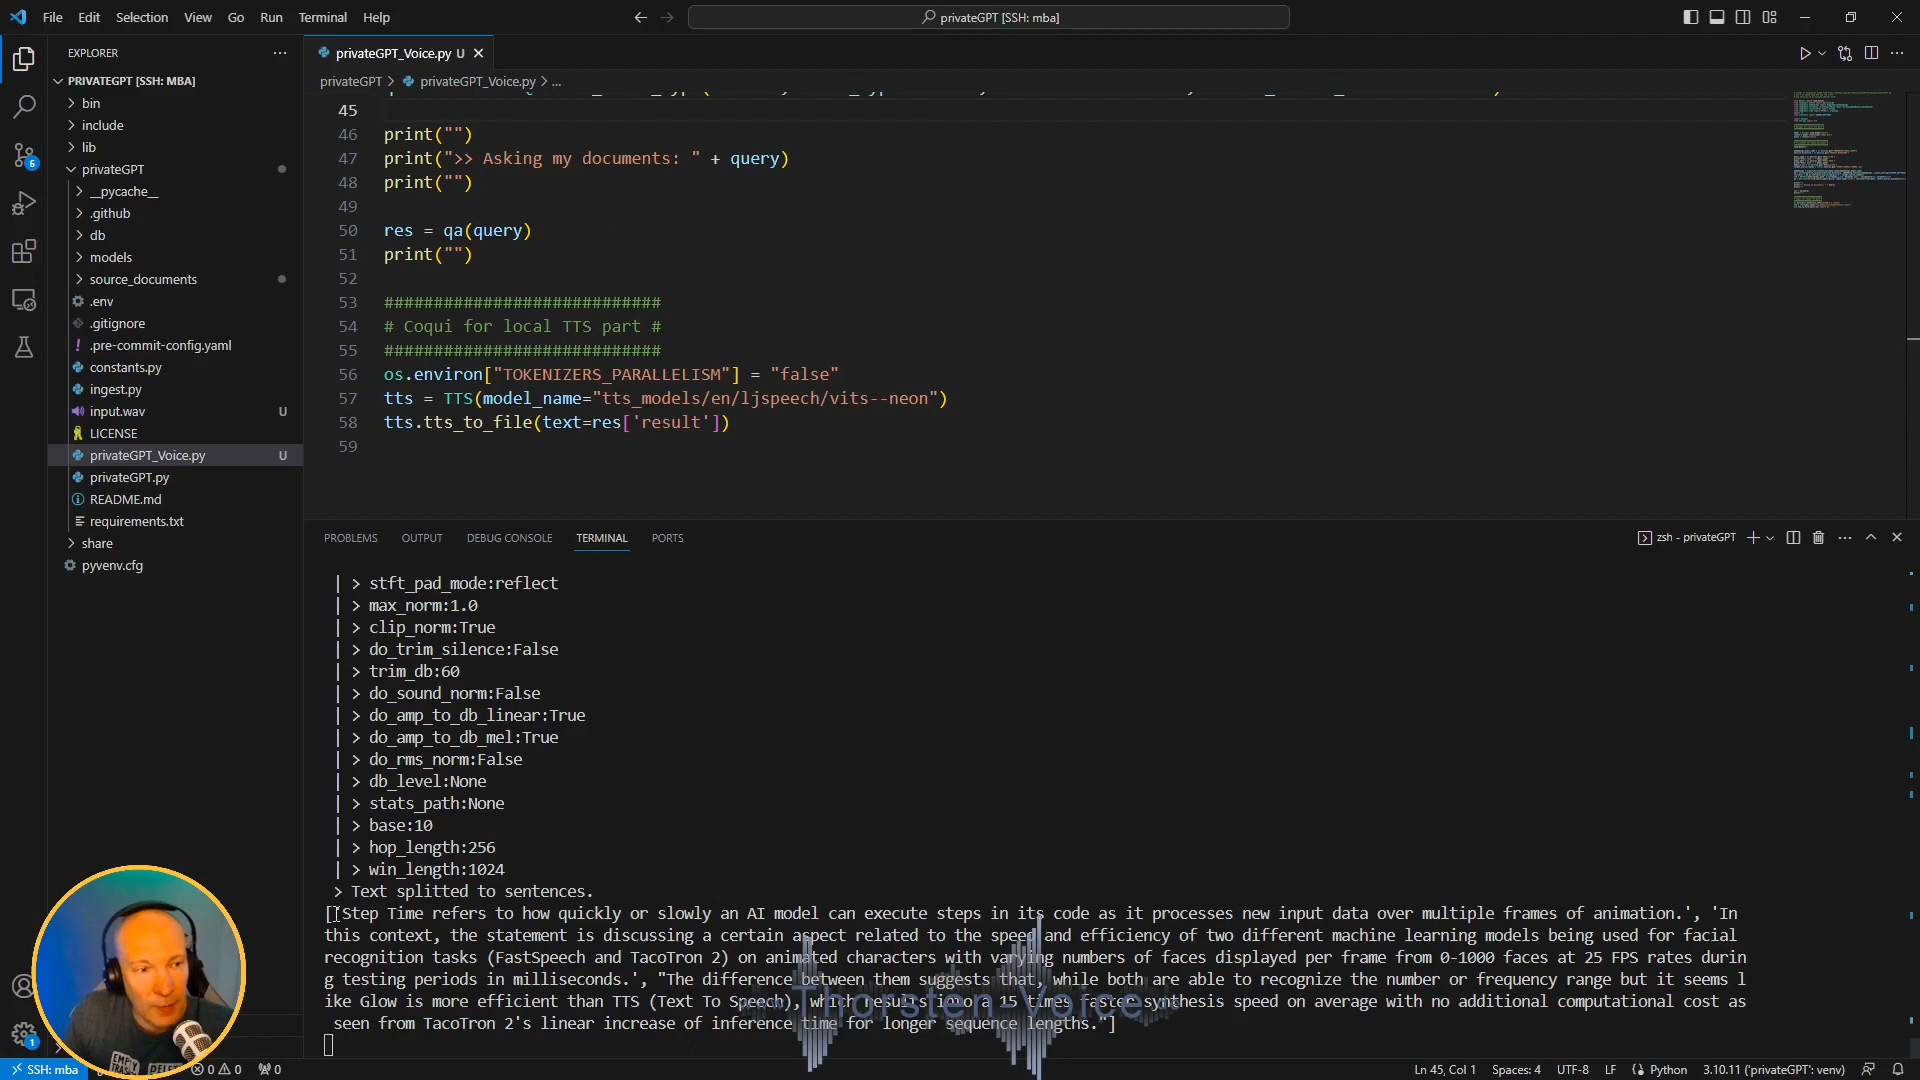 File Edit Selection View Go Run Terminal Help
privateGPT [SSH: mba]
EXPLORER
PRIVATEGPT [SSH: MBA]
bin
include
lib
privateGPT
__pycache__
.github
db
models
source_documents
.env
.gitignore
.pre-commit-config.yaml
constants.py
ingest.py
input.wav U
LICENSE
privateGPT_Voice.py U
privateGPT.py
README.md
requirements.txt
share
pyvenv.cfg
privateGPT_Voice.py U
privateGPT > privateGPT_Voice.py > ...
45
46 print("")
47 print(">> Asking my documents: " + query)
48 print("")
49
50 res = qa(query)
51 print("")
52
53 ############################
54 # Coqui for local TTS part #
55 ############################
56 os.environ["TOKENIZERS_PARALLELISM"] = "false"
57 tts = TTS(model_name="tts_models/en/ljspeech/vits--neon")
58 tts.tts_to_file(text=res['result'])
59
PROBLEMS OUTPUT DEBUG CONSOLE TERMINAL PORTS
zsh - privateGPT
| > stft_pad_mode:reflect
| > max_norm:1.0
| > clip_norm:True
| > do_trim_silence:False
| > trim_db:60
| > do_sound_norm:False
| > do_amp_to_db_linear:True
| > do_amp_to_db_mel:True
| > do_rms_norm:False
| > db_level:None
| > stats_path:None
| > base:10
| > hop_length:256
| > win_length:1024
> Text splitted to sentences.
['Step Time refers to how quickly or slowly an AI model can execute steps in its code as it processes new input data over multiple frames of animation.', 'In
this context, the statement is discussing a certain aspect related to the speed and efficiency of two different machine learning models being used for facial
recognition tasks (FastSpeech and TacoTron 2) on animated characters with varying numbers of faces displayed per frame from 0-1000 faces at 25 FPS rates durin
g testing periods in milliseconds.', "The difference between them suggests that, while both are able to recognize the number or frequency range but it seems l
ike Glow is more efficient than TTS (Text To Speech), which results into a 15 times faster synthesis speed on average with no additional computational cost as
seen from TacoTron 2's linear increase of inference time for longer sequence lengths."]
Thorsten Voice
EMPTY TRASH
DELETE
6
1
SSH: mba
0 0
0
Ln 45, Col 1 Spaces: 4 UTF-8 LF Python 3.10.11 ('privateGPT': venv)